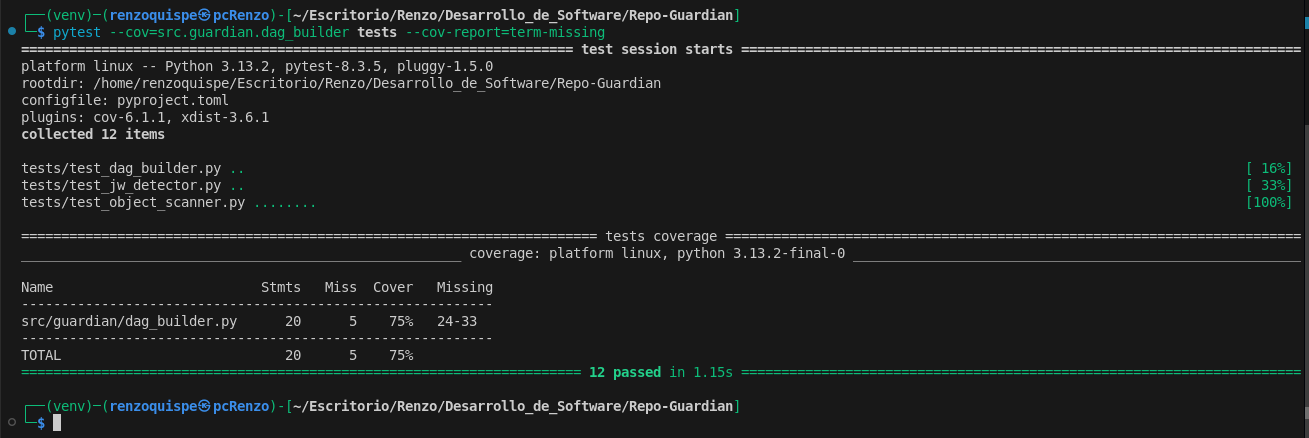 ┌──(venv)─(renzoquispe㉿pcRenzo)-[~/Escritorio/Renzo/Desarrollo_de_Software/Repo-Guardian]
└─$ pytest --cov=src.guardian.dag_builder tests --cov-report=term-missing
===================================================================== test session starts ======================================================================
platform linux -- Python 3.13.2, pytest-8.3.5, pluggy-1.5.0
rootdir: /home/renzoquispe/Escritorio/Renzo/Desarrollo_de_Software/Repo-Guardian
configfile: pyproject.toml
plugins: cov-6.1.1, xdist-3.6.1
collected 12 items
tests/test_dag_builder.py .. [ 16%]
tests/test_jw_detector.py .. [ 33%]
tests/test_object_scanner.py ........ [100%]
======================================================================== tests coverage ========================================================================
_______________________________________________________ coverage: platform linux, python 3.13.2-final-0 ________________________________________________________
Name                          Stmts   Miss  Cover   Missing
-----------------------------------------------------------
src/guardian/dag_builder.py      20      5    75%   24-33
-----------------------------------------------------------
TOTAL                            20      5    75%
====================================================================== 12 passed in 1.15s ======================================================================
┌──(venv)─(renzoquispe㉿pcRenzo)-[~/Escritorio/Renzo/Desarrollo_de_Software/Repo-Guardian]
└─$